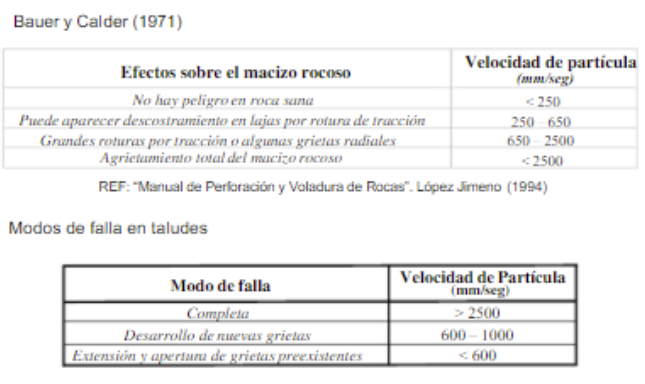 Bauer y Calder (1971)
Efectos sobre el macizo rocoso Velocidad de partícula
(mm/seg)
No hay peligro en roca sana < 250
Puede aparecer descostramiento en lajas por rotura de tracción 250 – 650
Grandes roturas por tracción o algunas grietas radiales 650 – 2500
Agrietamiento total del macizo rocoso < 2500
REF: "Manual de Perforación y Voladura de Rocas". López Jimeno (1994)
Modos de falla en taludes
Modo de falla Velocidad de Partícula
(mm/seg)
Completa > 2500
Desarrollo de nuevas grietas 600 – 1000
Extensión y apertura de grietas preexistentes < 600